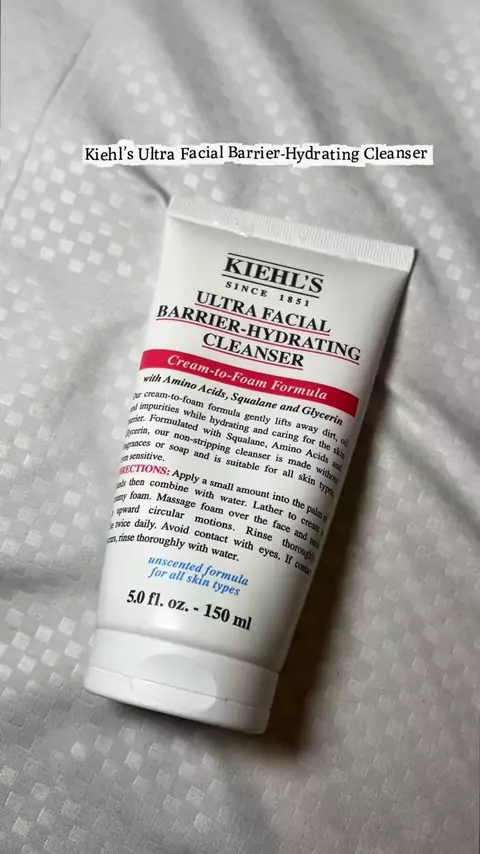 Kiehl's Ultra Facial Barrier-Hydrating Cleanser
KIEHL'S
SINCE 1851
ULTRA FACIAL
BARRIER-HYDRATING
CLEANSER
Cream-to-Foam Formula
with Amino Acids, Squalane and Glycerin
Our cream-to-foam formula gently lifts away dirt, oil
and impurities while hydrating and caring for the skin
barrier. Formulated with Squalane, Amino Acids and
Glycerin, our non-stripping cleanser is made without
fragrances or soap and is suitable for all skin types,
sensitive.
DIRECTIONS: Apply a small amount into the palm of
then combine with water. Lather to create
foam. Massage foam over the face and
upward circular motions. Rinse thoroughly
twice daily. Avoid contact with eyes. If contact
rinse thoroughly with water.
unscented formula
for all skin types
5.0 fl. oz. - 150 ml